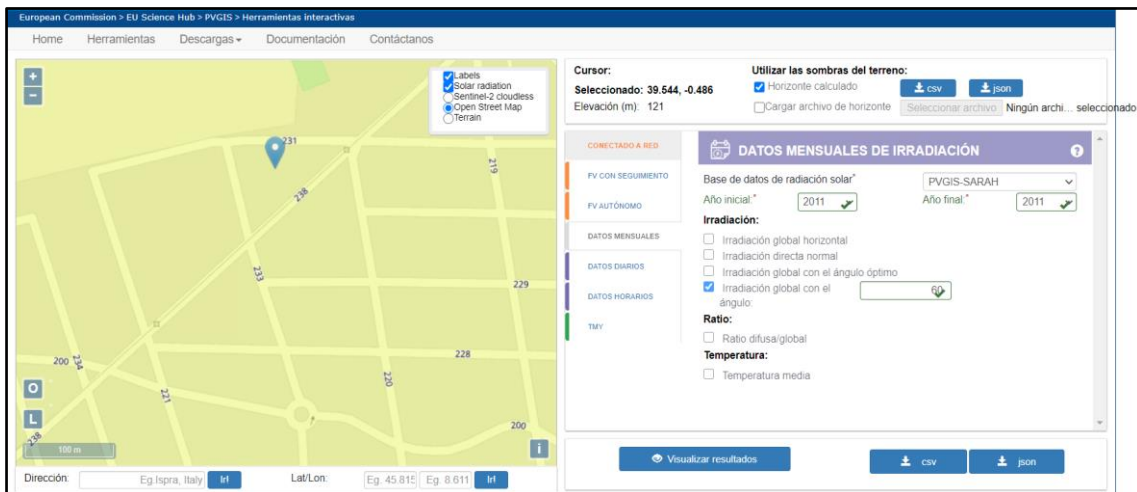 European Commission > EU Science Hub > PVGIS > Herramientas interactivas
Home Herramientas Descargas Documentación Contáctanos
+
−
Labels
Solar radiation
Sentinel-2 cloudless
Open Street Map
Terrain
231
219
238
233
229
228
200
234
221
220
200
238
O
L
100 m
i
Dirección: Eg.Ispra, Italy Ir! Lat/Lon: Eg. 45.815 Eg. 8.611 Ir!
Cursor:
Seleccionado: 39.544, -0.486
Elevación (m): 121
Utilizar las sombras del terreno:
Horizonte calculado csv json
Cargar archivo de horizonte Seleccionar archivo Ningún archi... seleccionado
CONECTADO A RED
FV CON SEGUIMIENTO
FV AUTÓNOMO
DATOS MENSUALES
DATOS DIARIOS
DATOS HORARIOS
TMY
DATOS MENSUALES DE IRRADIACIÓN ?
Base de datos de radiación solar* PVGIS-SARAH
Año inicial:* 2011 Año final:* 2011
Irradiación:
Irradiación global horizontal
Irradiación directa normal
Irradiación global con el ángulo óptimo
Irradiación global con el 60
ángulo:
Ratio:
Ratio difusa/global
Temperatura:
Temperatura media
Visualizar resultados csv json